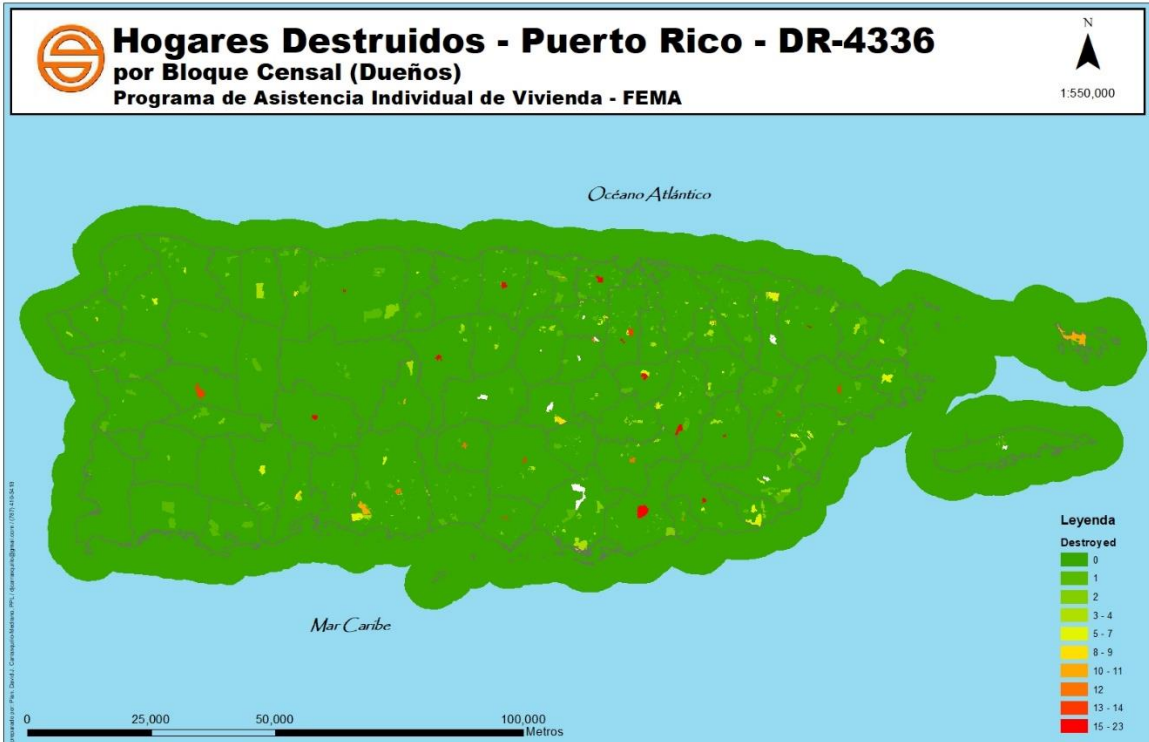 Hogares Destruidos - Puerto Rico - DR-4336
por Bloque Censal (Dueños)
Programa de Asistencia Individual de Vivienda - FEMA
N
1:550,000
Océano Atlántico
Mar Caribe
Leyenda
Destroyed
0
1
2
3 - 4
5 - 7
8 - 9
10 - 11
12
13 - 14
15 - 23
0 25,000 50,000 100,000
Metros